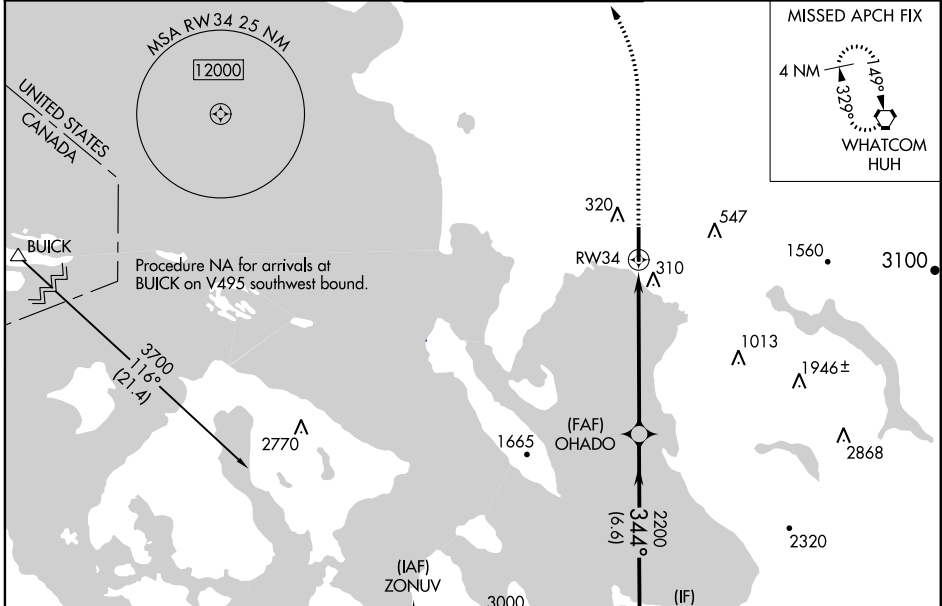 MSA RW34 25 NM
12000
MISSED APCH FIX
4 NM
149°
329°
WHATCOM
HUH
UNITED STATES
CANADA
BUICK
Procedure NA for arrivals at
BUICK on V495 southwest bound.
3700
116°
(21.4)
320
547
RW34
310
1560
3100
1013
1946±
2770
1665
(FAF)
OHADO
2868
2200
344°
(6.6)
2320
(IAF)
ZONUV
3000
(IF)